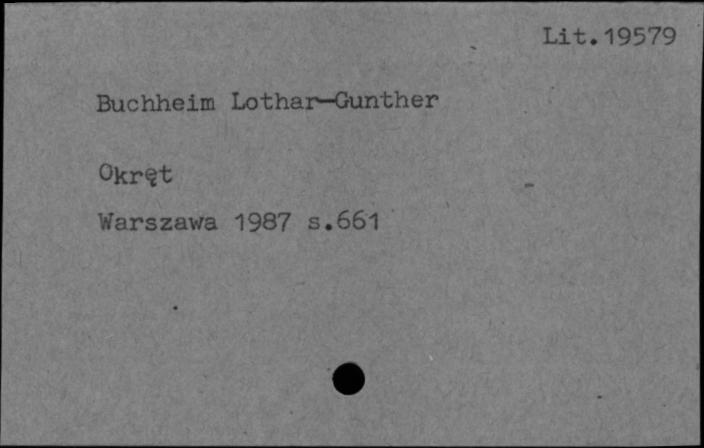 Lit.19579
Buchheim Lothar-Gunther
Okręt
Warszawa 1987 s.661